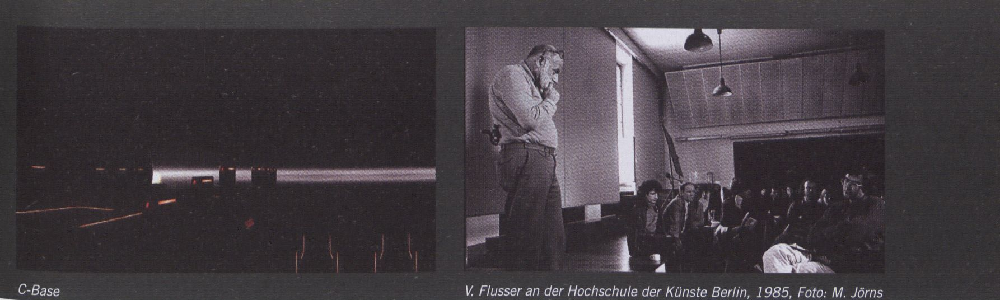 C-Base
V. Flusser an der Hochschule der Künste Berlin, 1985, Foto: M. Jörns